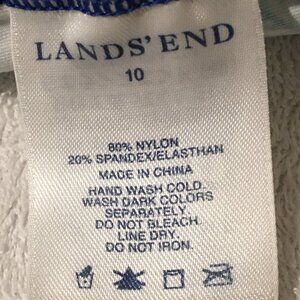 LANDS' END
10
80% NYLON
20% SPANDEX/ELASTHAN
MADE IN CHINA
HAND WASH COLD.
WASH DARK COLORS
SEPARATELY.
DO NOT BLEACH.
LINE DRY.
DO NOT IRON.